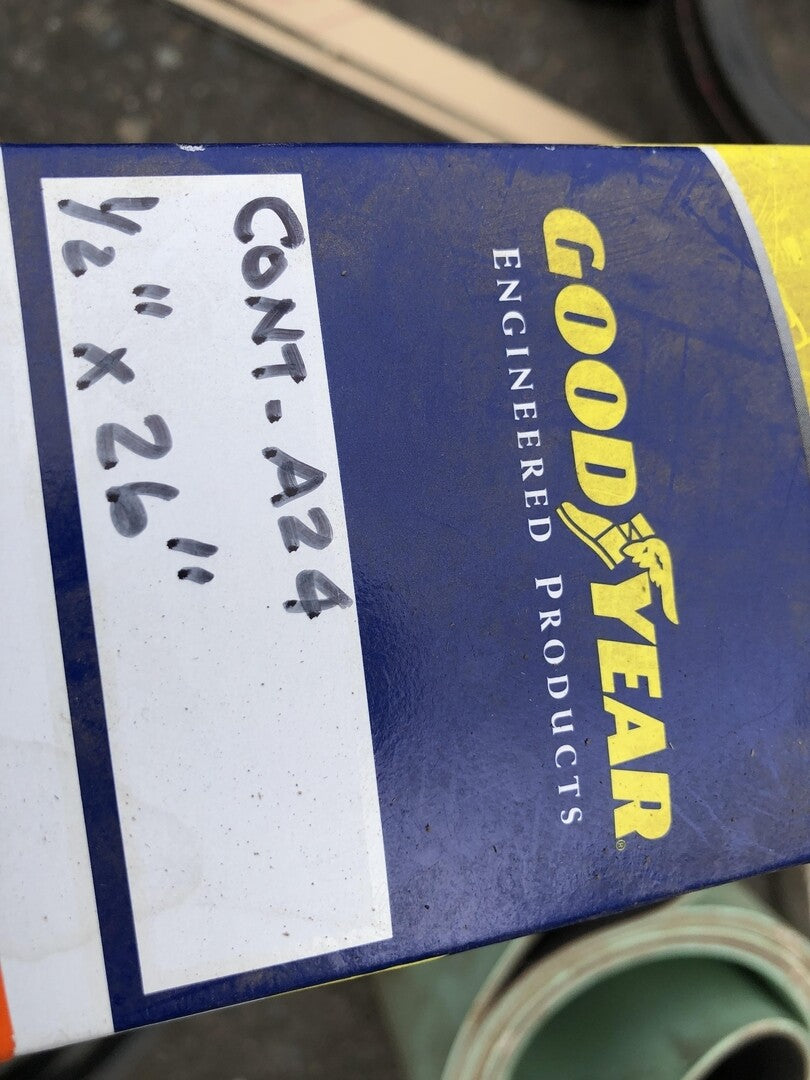 GOODYEAR®
ENGINEERED PRODUCTS
CONT-A24
1/2" x 26"